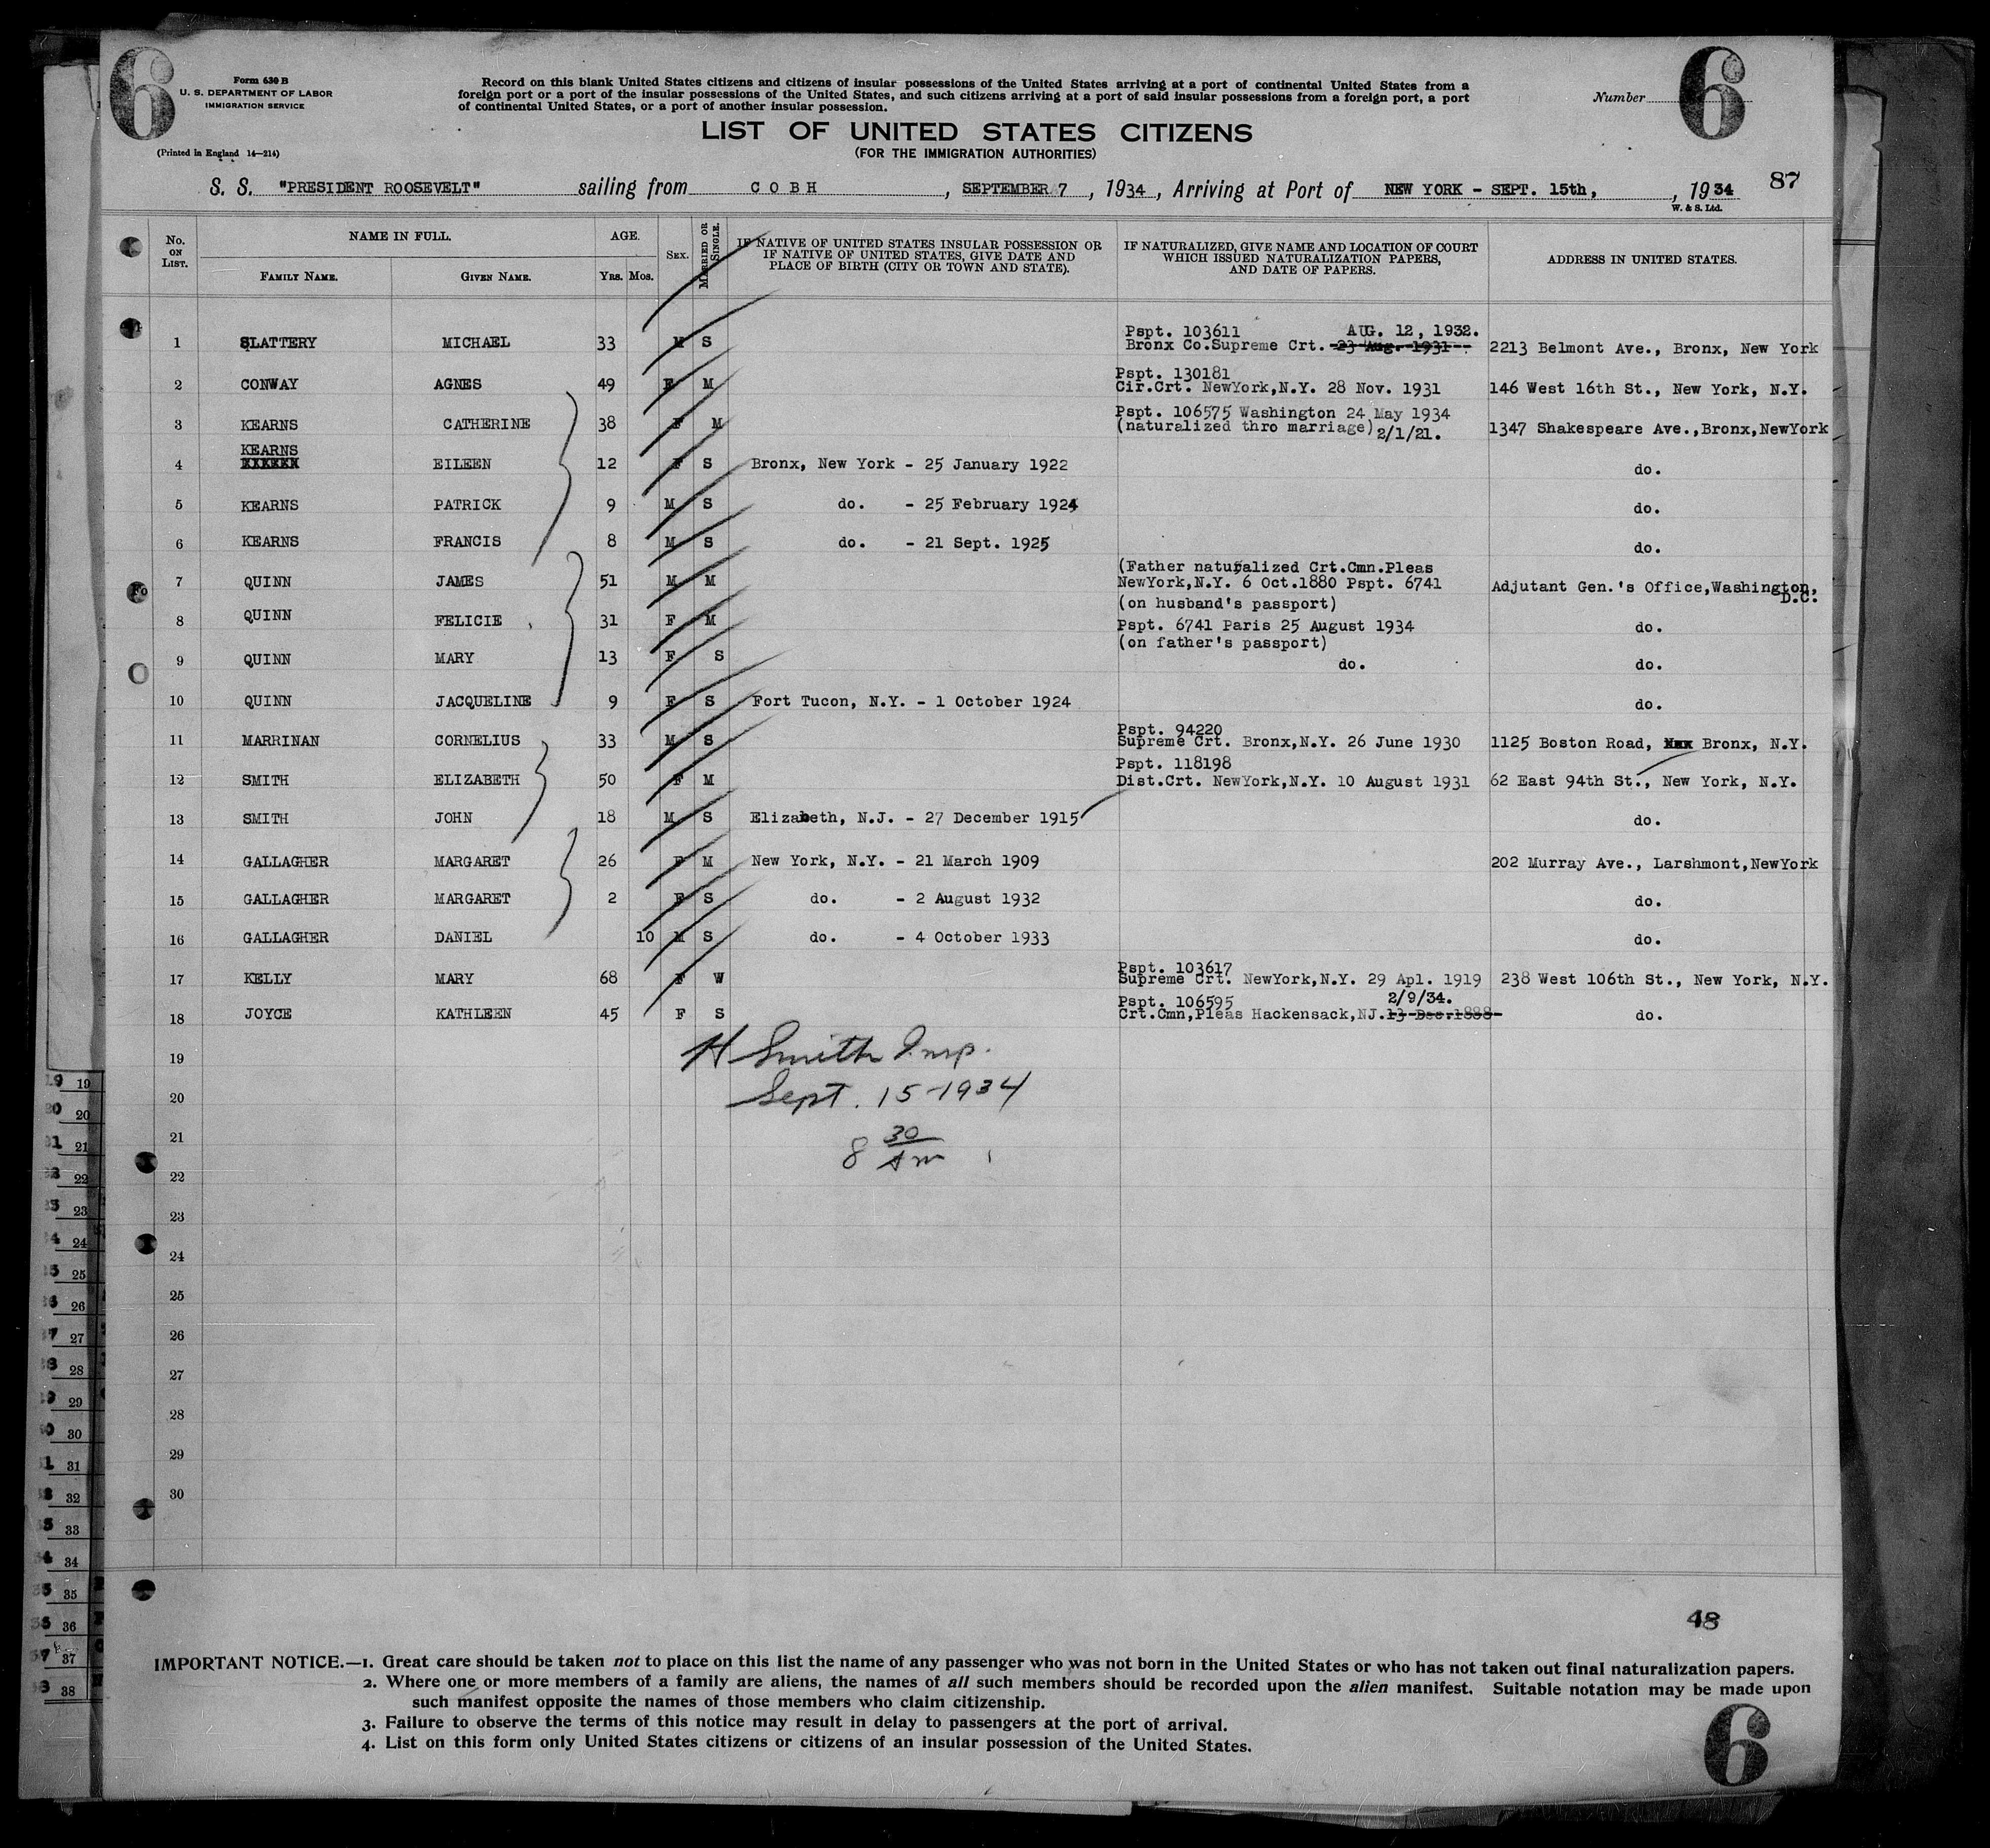 6
6
Form 630 B
U. S. DEPARTMENT OF LABOR
IMMIGRATION SERVICE
(Printed in England 14—214)
Record on this blank United States citizens and citizens of insular possessions of the United States arriving at a port of continental United States from a
foreign port or a port of the insular possessions of the United States, and such citizens arriving at a port of said insular possessions from a foreign port, a port
of continental United States, or a port of another insular possession.
Number
LIST OF UNITED STATES CITIZENS
(FOR THE IMMIGRATION AUTHORITIES)
S. S. "PRESIDENT ROOSEVELT" sailing from COBH, SEPTEMBER 7, 1934, Arriving at Port of NEW YORK - SEPT. 15th, , 1934
87
W. & S. Ltd.
No. ON LIST. NAME IN FULL. AGE. SEX. MARRIED OR SINGLE. IF NATIVE OF UNITED STATES INSULAR POSSESSION OR IF NATIVE OF UNITED STATES, GIVE DATE AND PLACE OF BIRTH (CITY OR TOWN AND STATE). IF NATURALIZED, GIVE NAME AND LOCATION OF COURT WHICH ISSUED NATURALIZATION PAPERS, AND DATE OF PAPERS. ADDRESS IN UNITED STATES.
FAMILY NAME. GIVEN NAME. YRS. MOS.
Pspt. 103611 AUG. 12, 1932.
1 SLATTERY MICHAEL 33 M S Bronx Co.Supreme Crt. 23 Aug. 1931 2213 Belmont Ave., Bronx, New York
Pspt. 130181
2 CONWAY AGNES 49 F M Cir.Crt. NewYork,N.Y. 28 Nov. 1931 146 West 16th St., New York, N.Y.
Pspt. 106575 Washington 24 May 1934
3 KEARNS CATHERINE 38 F M (naturalized thro marriage) 2/1/21. 1347 Shakespeare Ave.,Bronx,NewYork
KEARNS
4 EILEEN 12 F S Bronx, New York - 25 January 1922 do.
5 KEARNS PATRICK 9 M S do. - 25 February 1924 do.
6 KEARNS FRANCIS 8 M S do. - 21 Sept. 1925 do.
(Father naturalized Crt.Cmn.Pleas
7 QUINN JAMES 51 M M NewYork,N.Y. 6 Oct.1880 Pspt. 6741 Adjutant Gen.'s Office,Washington, D.C.
(on husband's passport)
8 QUINN FELICIE 31 F M Pspt. 6741 Paris 25 August 1934 do.
(on father's passport)
9 QUINN MARY 13 F S do. do.
10 QUINN JACQUELINE 9 F S Fort Tucon, N.Y. - 1 October 1924 do.
Pspt. 94220
11 MARRINAN CORNELIUS 33 M S Supreme Crt. Bronx,N.Y. 26 June 1930 1125 Boston Road, Bronx, N.Y.
Pspt. 118198
12 SMITH ELIZABETH 50 F M Dist.Crt. NewYork,N.Y. 10 August 1931 62 East 94th St., New York, N.Y.
13 SMITH JOHN 18 M S Elizabeth, N.J. - 27 December 1915 do.
14 GALLAGHER MARGARET 26 F M New York, N.Y. - 21 March 1909 202 Murray Ave., Larshmont,NewYork
15 GALLAGHER MARGARET 2 F S do. - 2 August 1932 do.
16 GALLAGHER DANIEL 10 M S do. - 4 October 1933 do.
Pspt. 103617
17 KELLY MARY 68 F W Supreme Crt. NewYork,N.Y. 29 Apl. 1919 238 West 106th St., New York, N.Y.
Pspt. 106595 2/9/34.
18 JOYCE KATHLEEN 45 F S Crt.Cmn,Pleas Hackensack,NJ.13 Dec.1888 do.
19 H Smith Insp.
20 Sept. 15-1934
21
8 30/Am
22
23
24
25
26
27
28
29
30
19
20
21
22
23
24
25
26
27
28
29
30
31
32
33
34
35
36
37
38
48
IMPORTANT NOTICE.—1. Great care should be taken not to place on this list the name of any passenger who was not born in the United States or who has not taken out final naturalization papers.
2. Where one or more members of a family are aliens, the names of all such members should be recorded upon the alien manifest. Suitable notation may be made upon
such manifest opposite the names of those members who claim citizenship.
3. Failure to observe the terms of this notice may result in delay to passengers at the port of arrival.
4. List on this form only United States citizens or citizens of an insular possession of the United States.
6